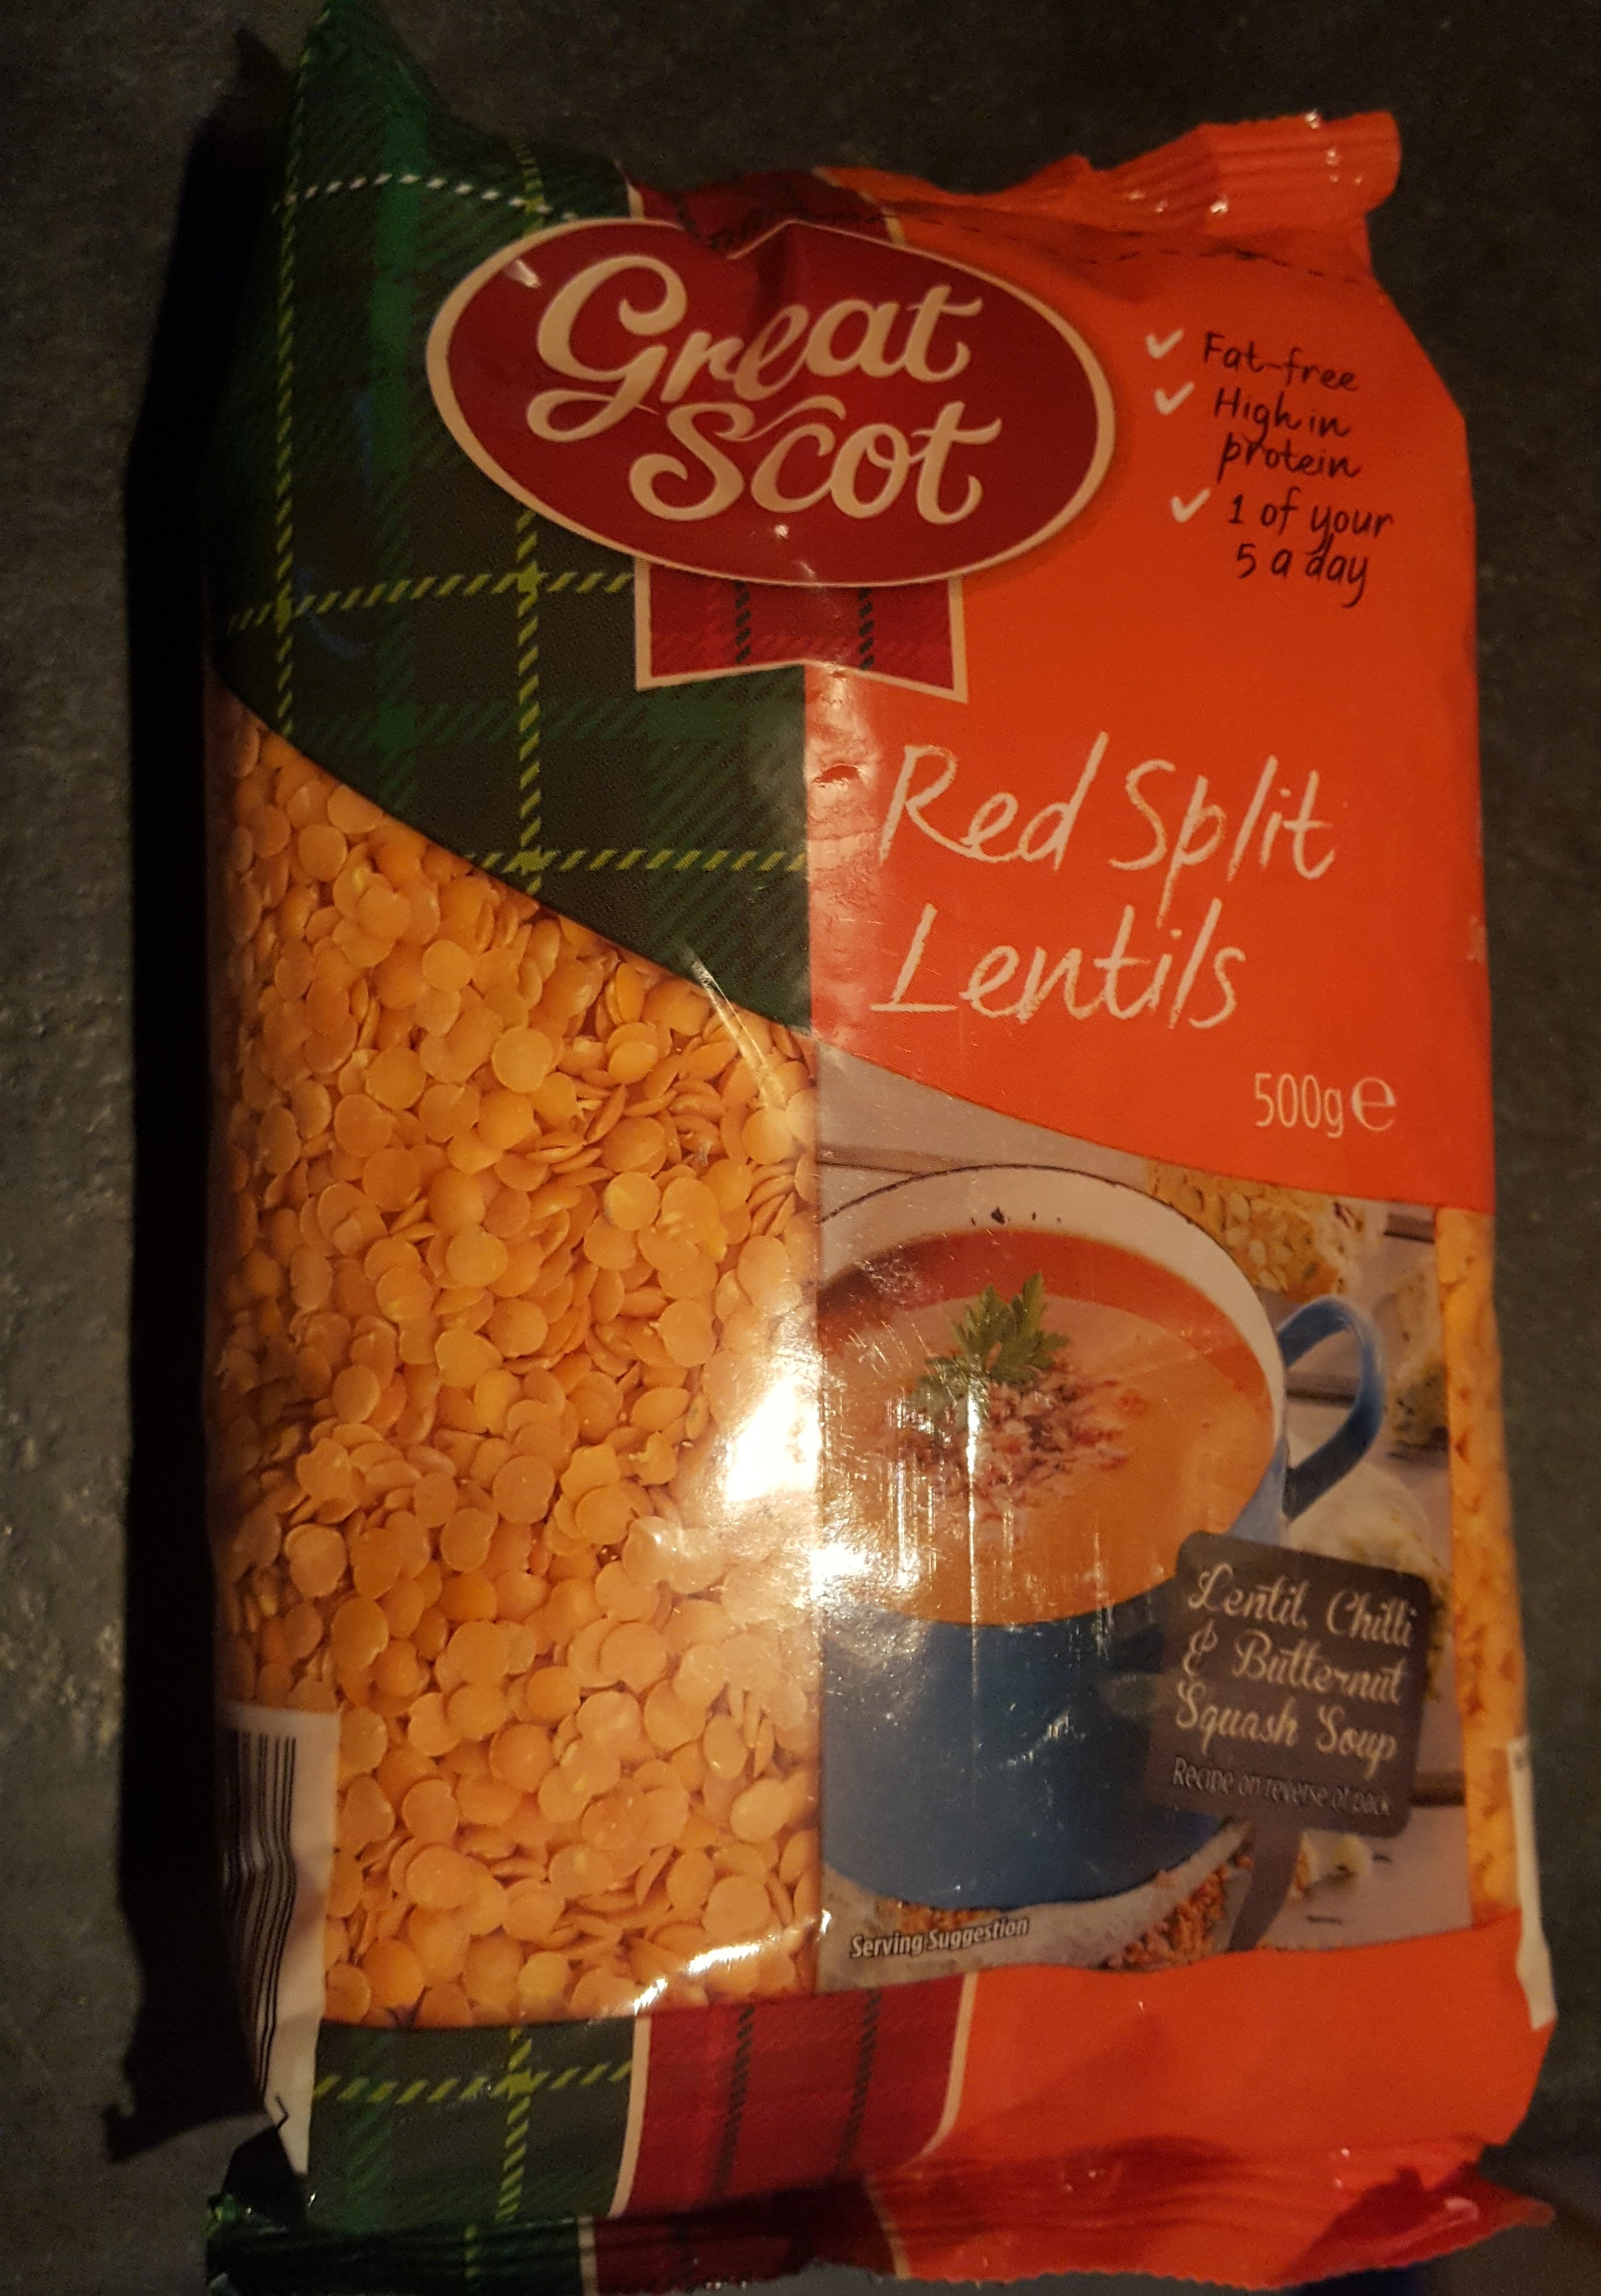 Great
Scot
Fat-free
High in
protein
1 of your
5 a day
Red Split
Lentils
500g e
Lentil, Chilli
& Butternut
Squash Soup
Recipe on reverse of pack
Serving Suggestion